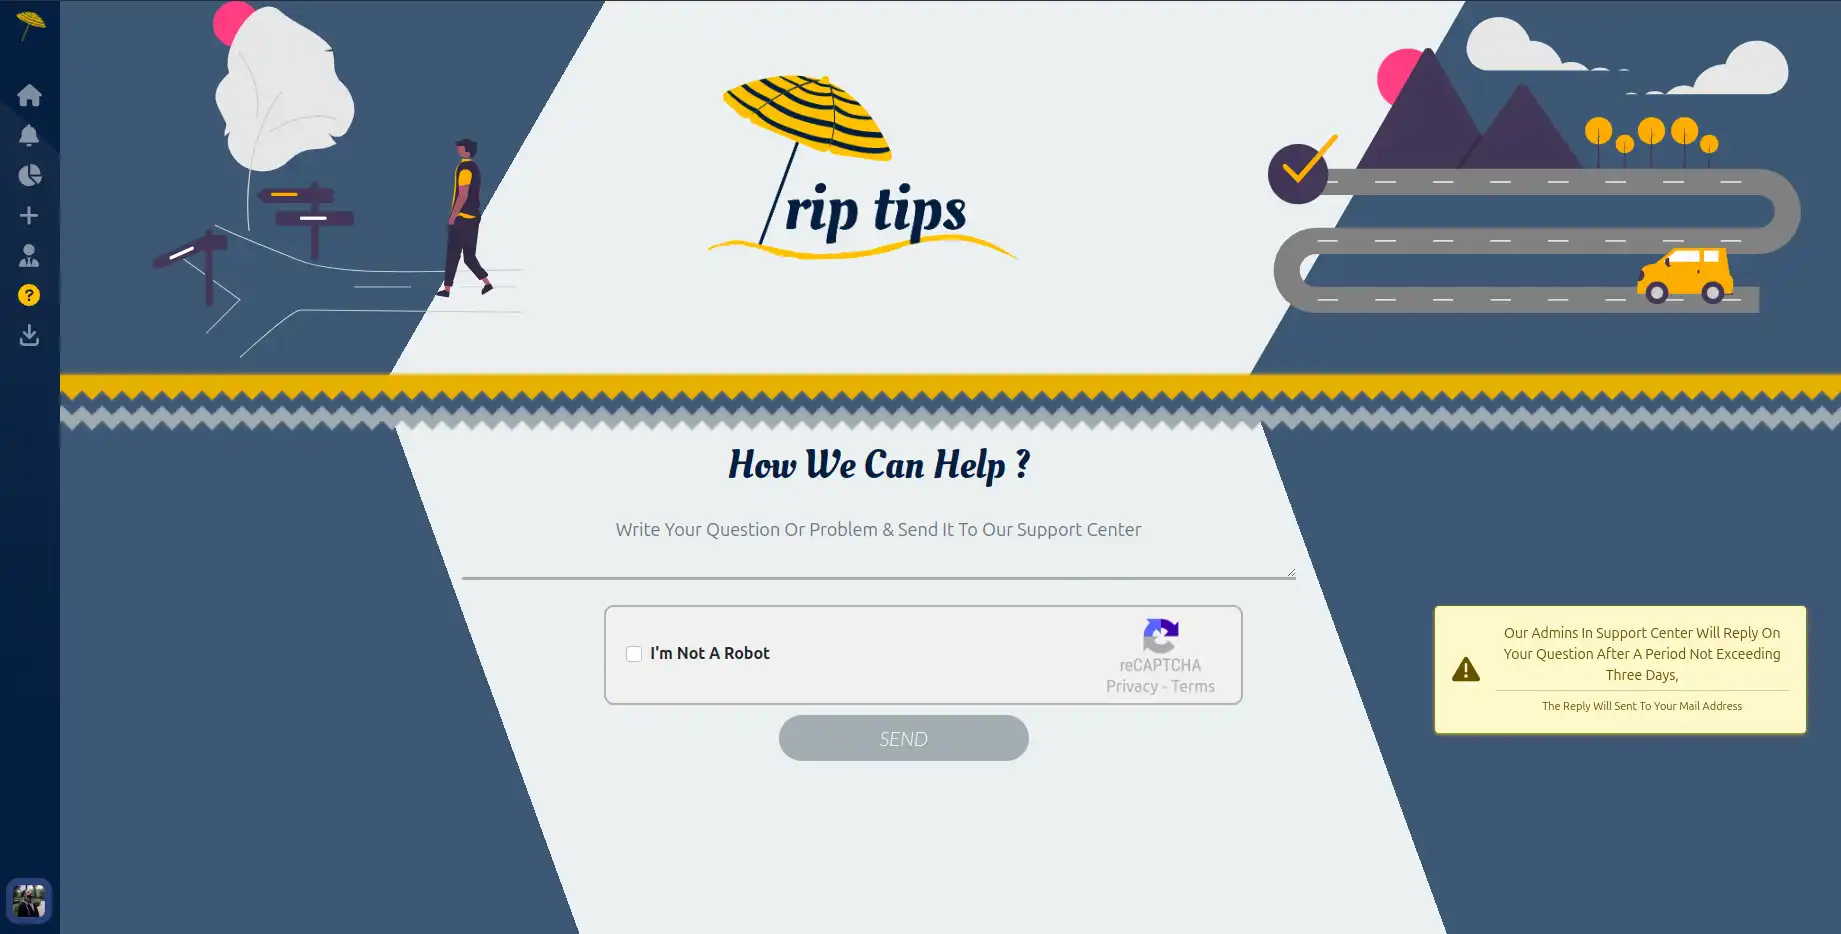 rip tips
How We Can Help ?
Write Your Question Or Problem & Send It To Our Support Center
I'm Not A Robot
reCAPTCHA
Privacy - Terms
SEND
Our Admins In Support Center Will Reply On
Your Question After A Period Not Exceeding
Three Days,
The Reply Will Sent To Your Mail Address